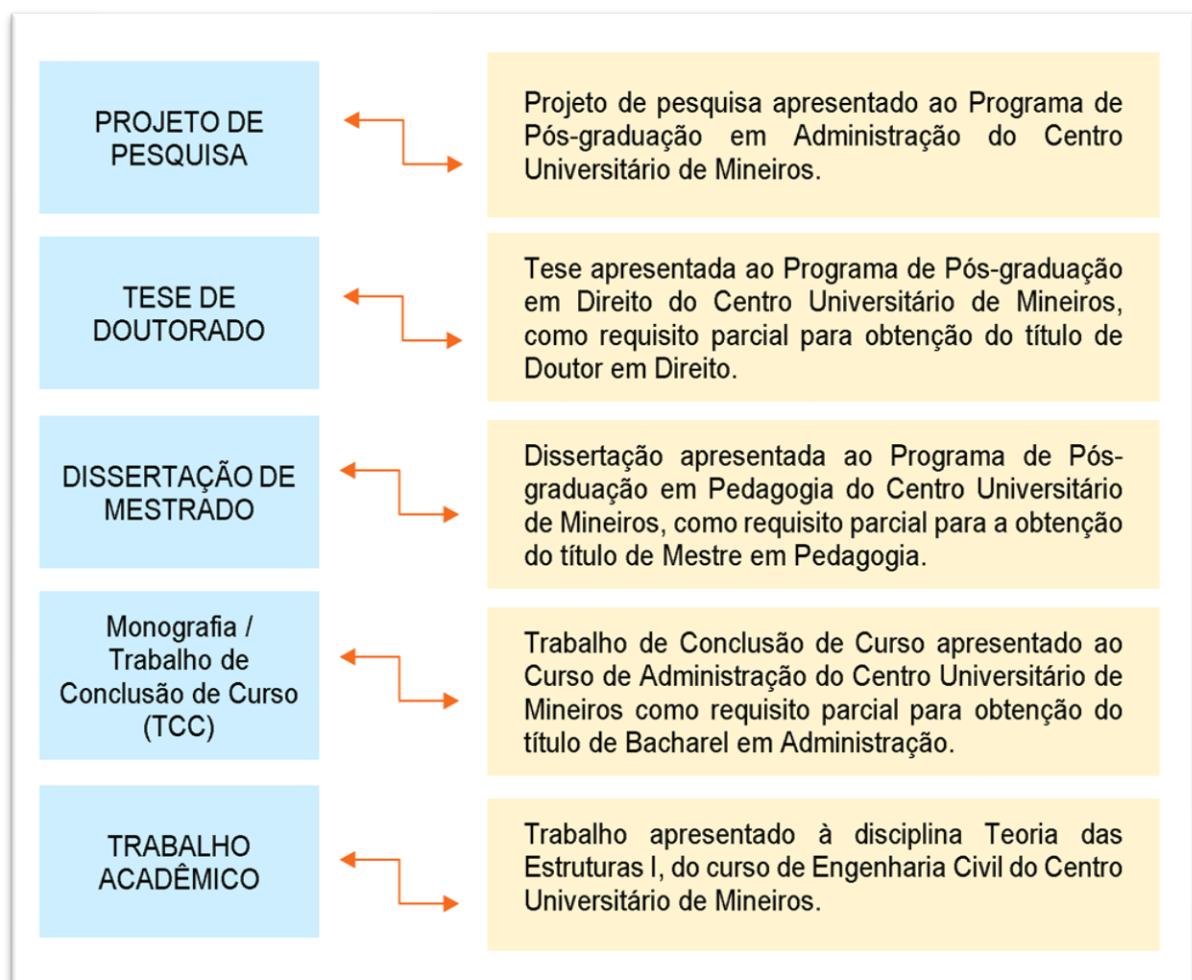 PROJETO DE
PESQUISA
Projeto de pesquisa apresentado ao Programa de
Pós-graduação em Administração do Centro
Universitário de Mineiros.
TESE DE
DOUTORADO
Tese apresentada ao Programa de Pós-graduação
em Direito do Centro Universitário de Mineiros,
como requisito parcial para obtenção do título de
Doutor em Direito.
DISSERTAÇÃO DE
MESTRADO
Dissertação apresentada ao Programa de Pós-
graduação em Pedagogia do Centro Universitário
de Mineiros, como requisito parcial para a obtenção
do título de Mestre em Pedagogia.
Monografia /
Trabalho de
Conclusão de Curso
(TCC)
Trabalho de Conclusão de Curso apresentado ao
Curso de Administração do Centro Universitário de
Mineiros como requisito parcial para obtenção do
título de Bacharel em Administração.
TRABALHO
ACADÊMICO
Trabalho apresentado à disciplina Teoria das
Estruturas I, do curso de Engenharia Civil do Centro
Universitário de Mineiros.